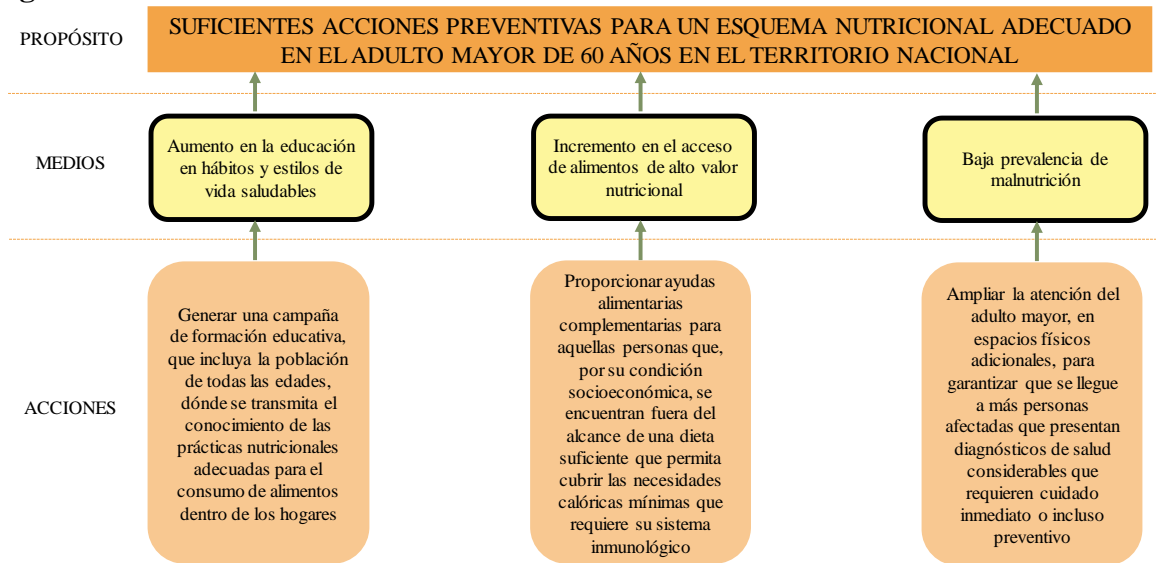 PROPÓSITO
SUFICIENTES ACCIONES PREVENTIVAS PARA UN ESQUEMA NUTRICIONAL ADECUADO
EN EL ADULTO MAYOR DE 60 AÑOS EN EL TERRITORIO NACIONAL
MEDIOS
Aumento en la educación
en hábitos y estilos de
vida saludables
Incremento en el acceso
de alimentos de alto valor
nutricional
Baja prevalencia de
malnutrición
ACCIONES
Generar una campaña
de formación educativa,
que incluya la población
de todas las edades,
dónde se transmita el
conocimiento de las
prácticas nutricionales
adecuadas para el
consumo de alimentos
dentro de los hogares
Proporcionar ayudas
alimentarias
complementarias para
aquellas personas que,
por su condición
socioeconómica, se
encuentran fuera del
alcance de una dieta
suficiente que permita
cubrir las necesidades
calóricas mínimas que
requiere su sistema
inmunológico
Ampliar la atención del
adulto mayor, en
espacios físicos
adicionales, para
garantizar que se llegue
a más personas
afectadas que presentan
diagnósticos de salud
considerables que
requieren cuidado
inmediato o incluso
preventivo